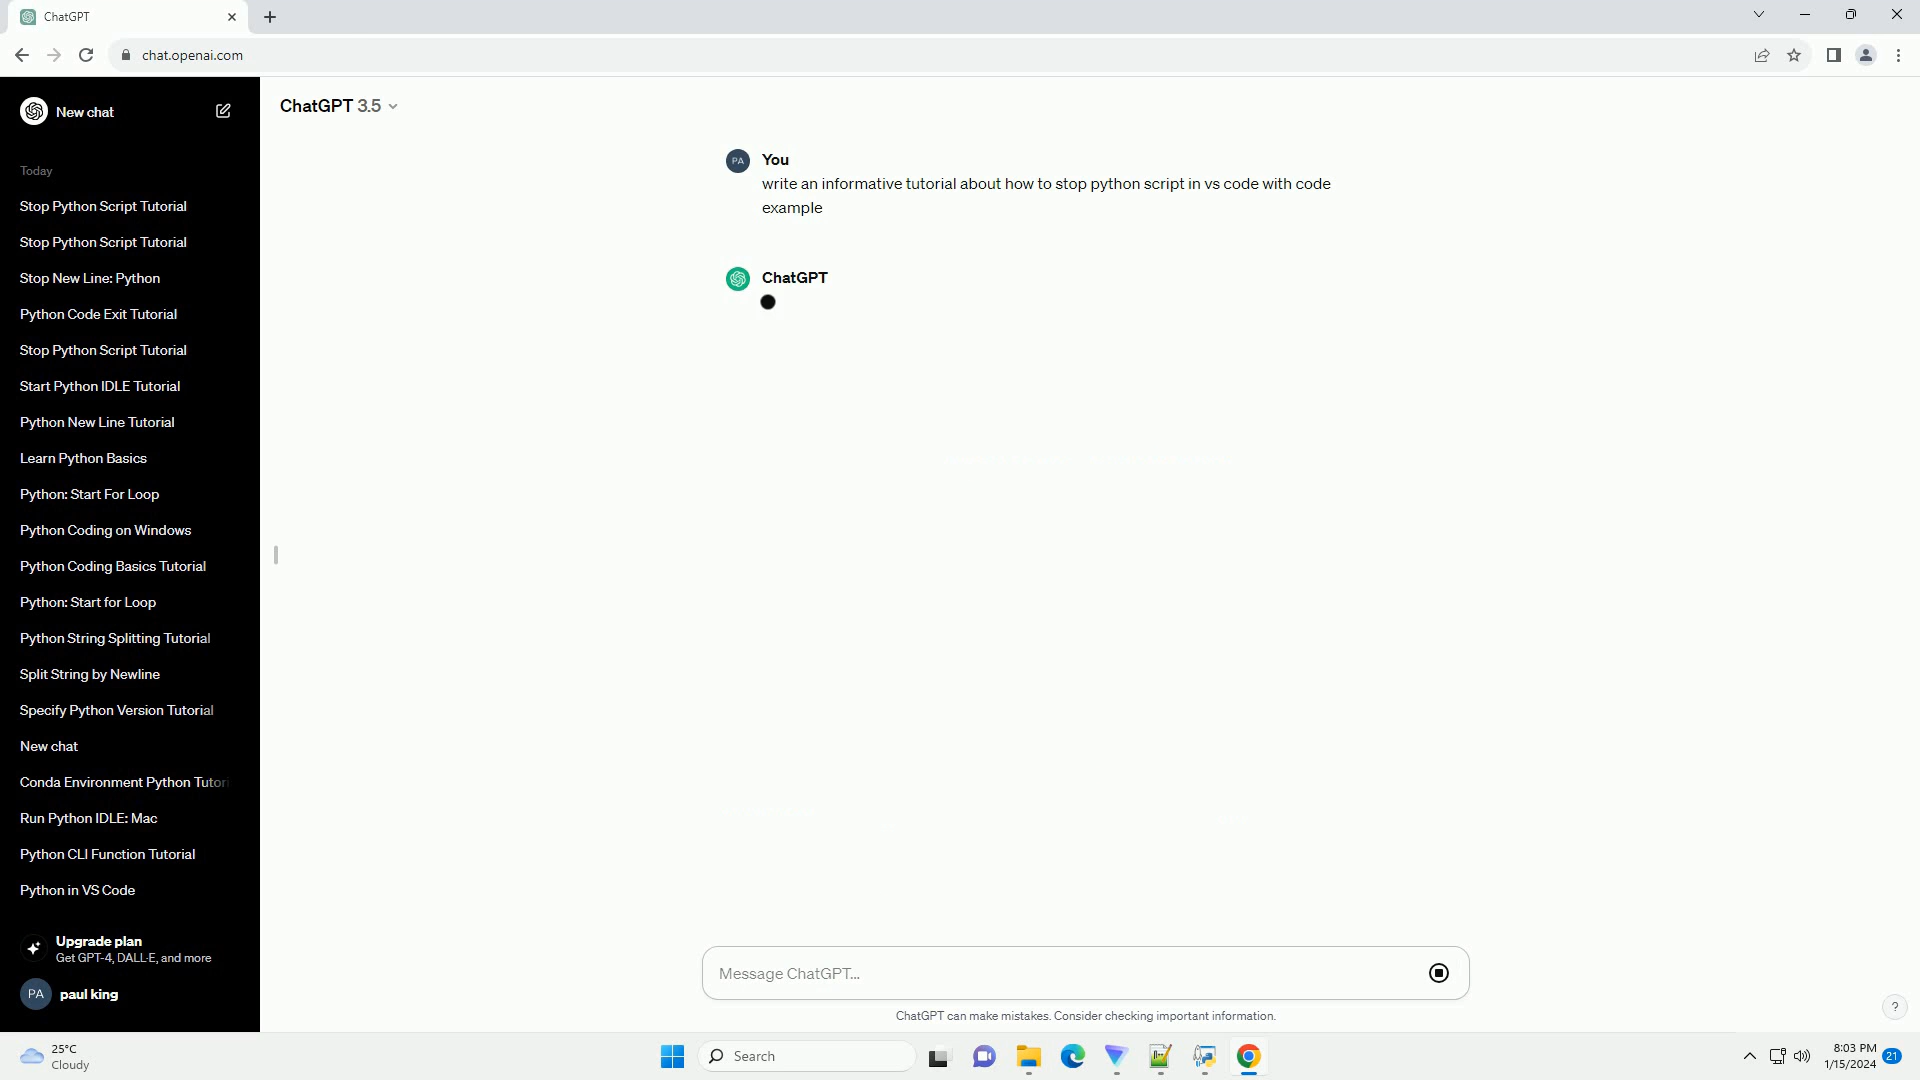 ChatGPT
chat.openai.com
New chat
Today
Stop Python Script Tutorial
Stop Python Script Tutorial
Stop New Line: Python
Python Code Exit Tutorial
Stop Python Script Tutorial
Start Python IDLE Tutorial
Python New Line Tutorial
Learn Python Basics
Python: Start For Loop
Python Coding on Windows
Python Coding Basics Tutorial
Python: Start for Loop
Python String Splitting Tutorial
Split String by Newline
Specify Python Version Tutorial
New chat
Conda Environment Python Tutori
Run Python IDLE: Mac
Python CLI Function Tutorial
Python in VS Code
Upgrade plan
Get GPT-4, DALL·E, and more
PA paul king
ChatGPT 3.5
PA You
write an informative tutorial about how to stop python script in vs code with code
example
ChatGPT
Message ChatGPT...
ChatGPT can make mistakes. Consider checking important information.
?
25°C
Cloudy
Search
8:03 PM
1/15/2024
21